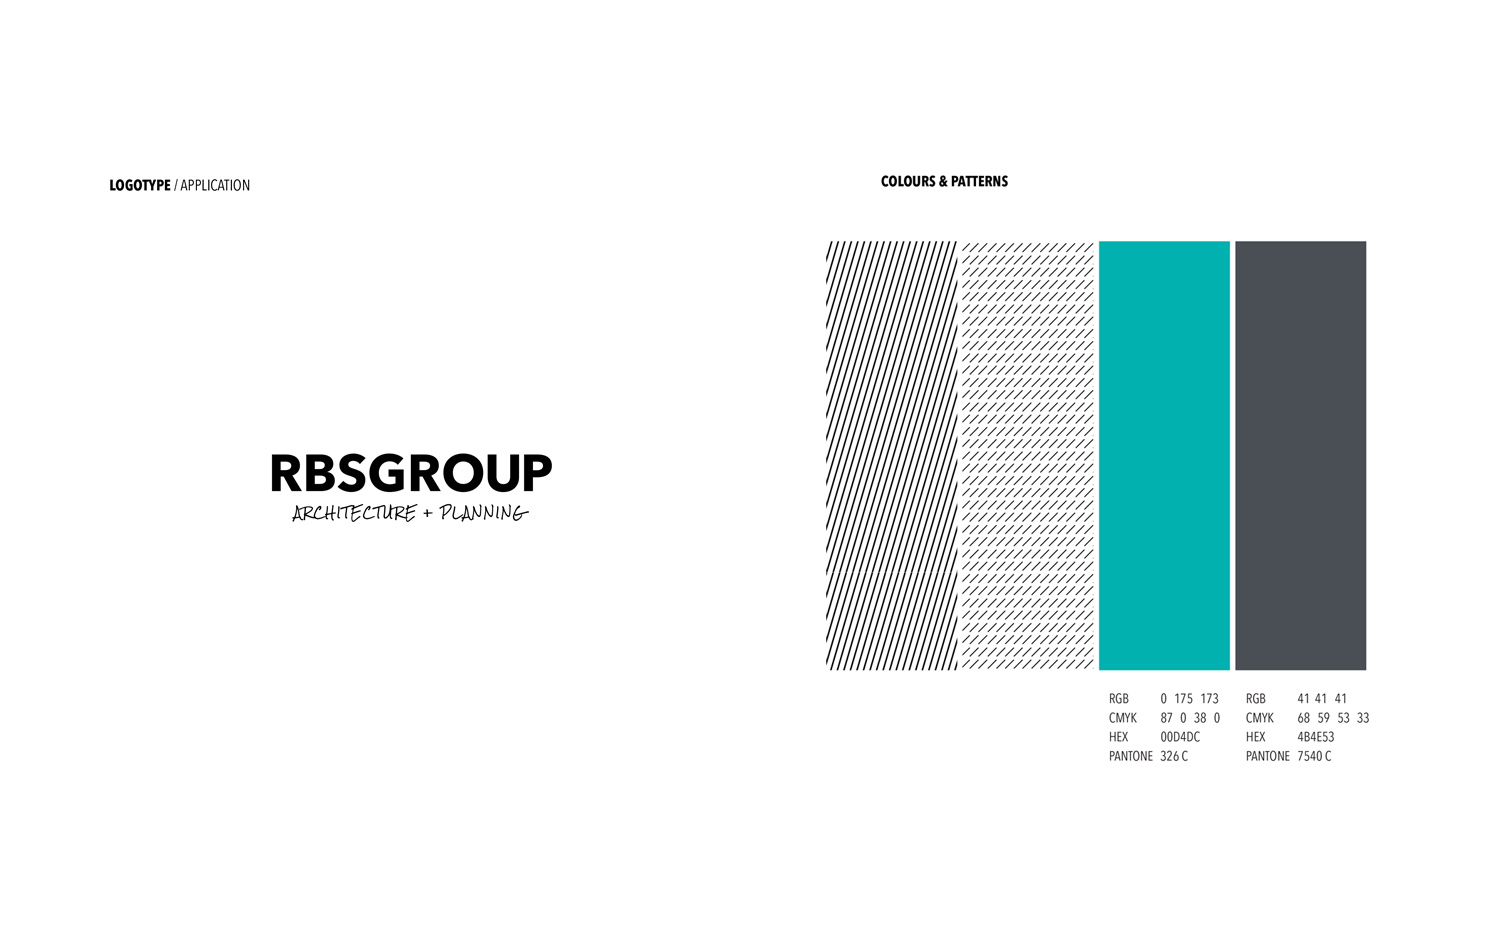 LOGOTYPE / APPLICATION
RBSGROUP
ARCHITECTURE + PLANNING
COLOURS & PATTERNS
RGB 0 175 173
CMYK 87 0 38 0
HEX 00D4DC
PANTONE 326 C
RGB 41 41 41
CMYK 68 59 53 33
HEX 4B4E53
PANTONE 7540 C